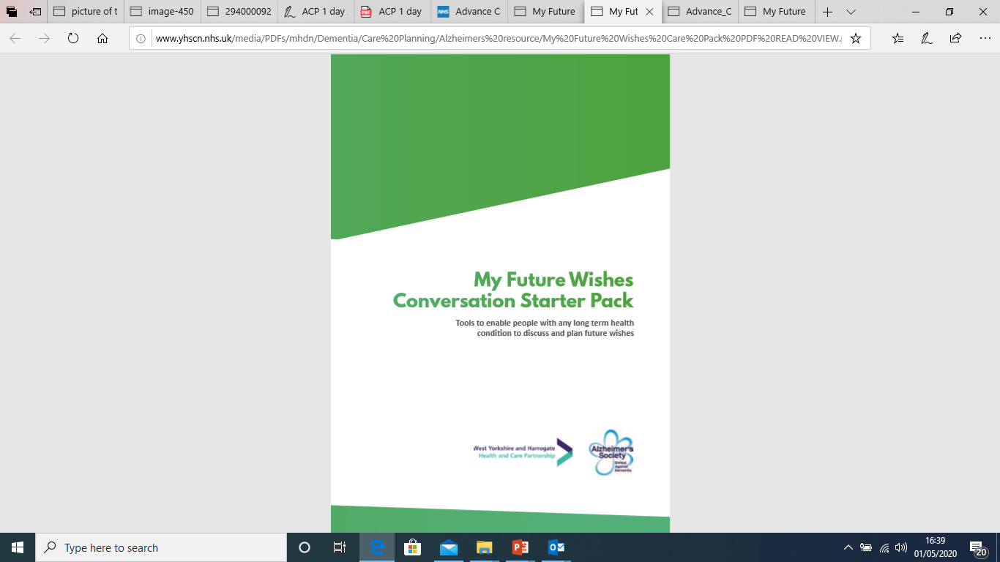 picture of t
image-450
294000092
ACP 1 day
ACP 1 day
Advance C
My Future
My Fut
Advance_C
My Future
www.yhscn.nhs.uk/media/PDFs/mhdn/Dementia/Care%20Planning/Alzheimers%20resource/My%20Future%20Wishes%20Care%20Pack%20PDF%20READ%20VIEW.
My Future Wishes
Conversation Starter Pack
Tools to enable people with any long term health
condition to discuss and plan future wishes
West Yorkshire and Harrogate
Health and Care Partnership
Alzheimer's
Society
United
Against
Dementia
Type here to search
16:39
01/05/2020
20